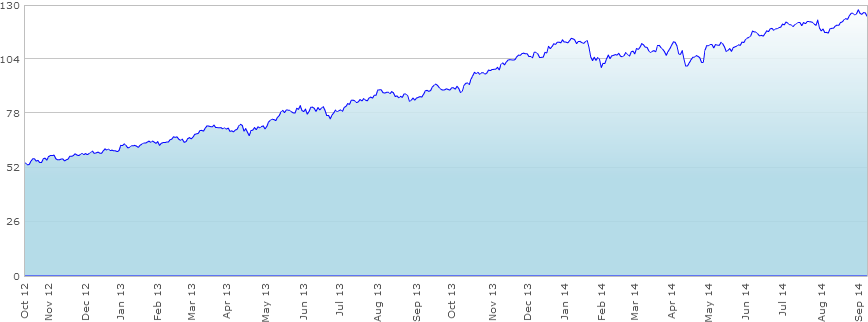 130
104
78
52
26
0
Oct 12
Nov 12
Dec 12
Jan 13
Feb 13
Mar 13
Apr 13
May 13
Jun 13
Jul 13
Aug 13
Sep 13
Oct 13
Nov 13
Dec 13
Jan 14
Feb 14
Mar 14
Apr 14
May 14
Jun 14
Jul 14
Aug 14
Sep 14